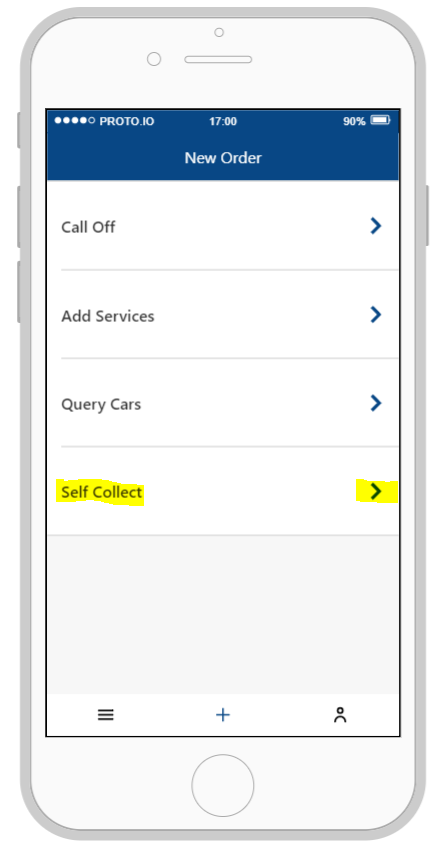 PROTO.IO 17:00 90%
New Order
Call Off
Add Services
Query Cars
Self Collect